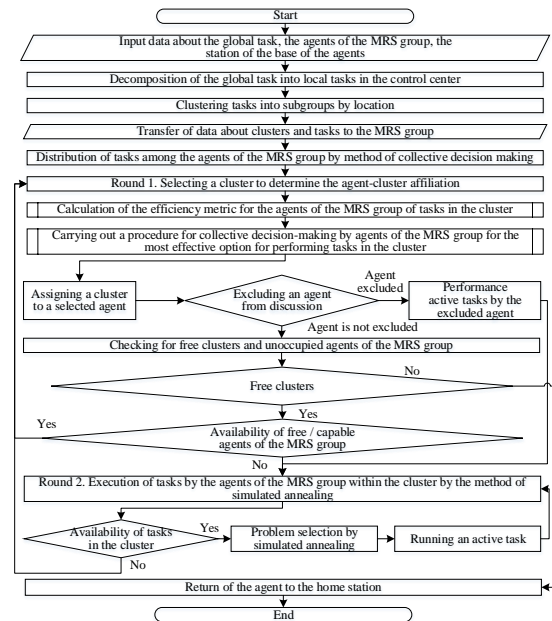 Start
Input data about the global task, the agents of the MRS group, the
station of the base of the agents
Decomposition of the global task into local tasks in the control center
Clustering tasks into subgroups by location
Transfer of data about clusters and tasks to the MRS group
Distribution of tasks among the agents of the MRS group by method of collective decision making
Round 1. Selecting a cluster to determine the agent-cluster affiliation
Calculation of the efficiency metric for the agents of the MRS group of tasks in the cluster
Carrying out a procedure for collective decision-making by agents of the MRS group for the
most effective option for performing tasks in the cluster
Assigning a cluster
to a selected agent
Excluding an agent
from discussion
Agent
excluded
Performance
active tasks by the
excluded agent
Agent is not excluded
Checking for free clusters and unoccupied agents of the MRS group
Free clusters
No
Yes
Yes
Availability of free / capable
agents of the MRS group
No
Round 2. Execution of tasks by the agents of the MRS group within the cluster by the method of
simulated annealing
Availability of tasks
in the cluster
Yes
Problem selection by
simulated annealing
Running an active task
No
Return of the agent to the home station
End